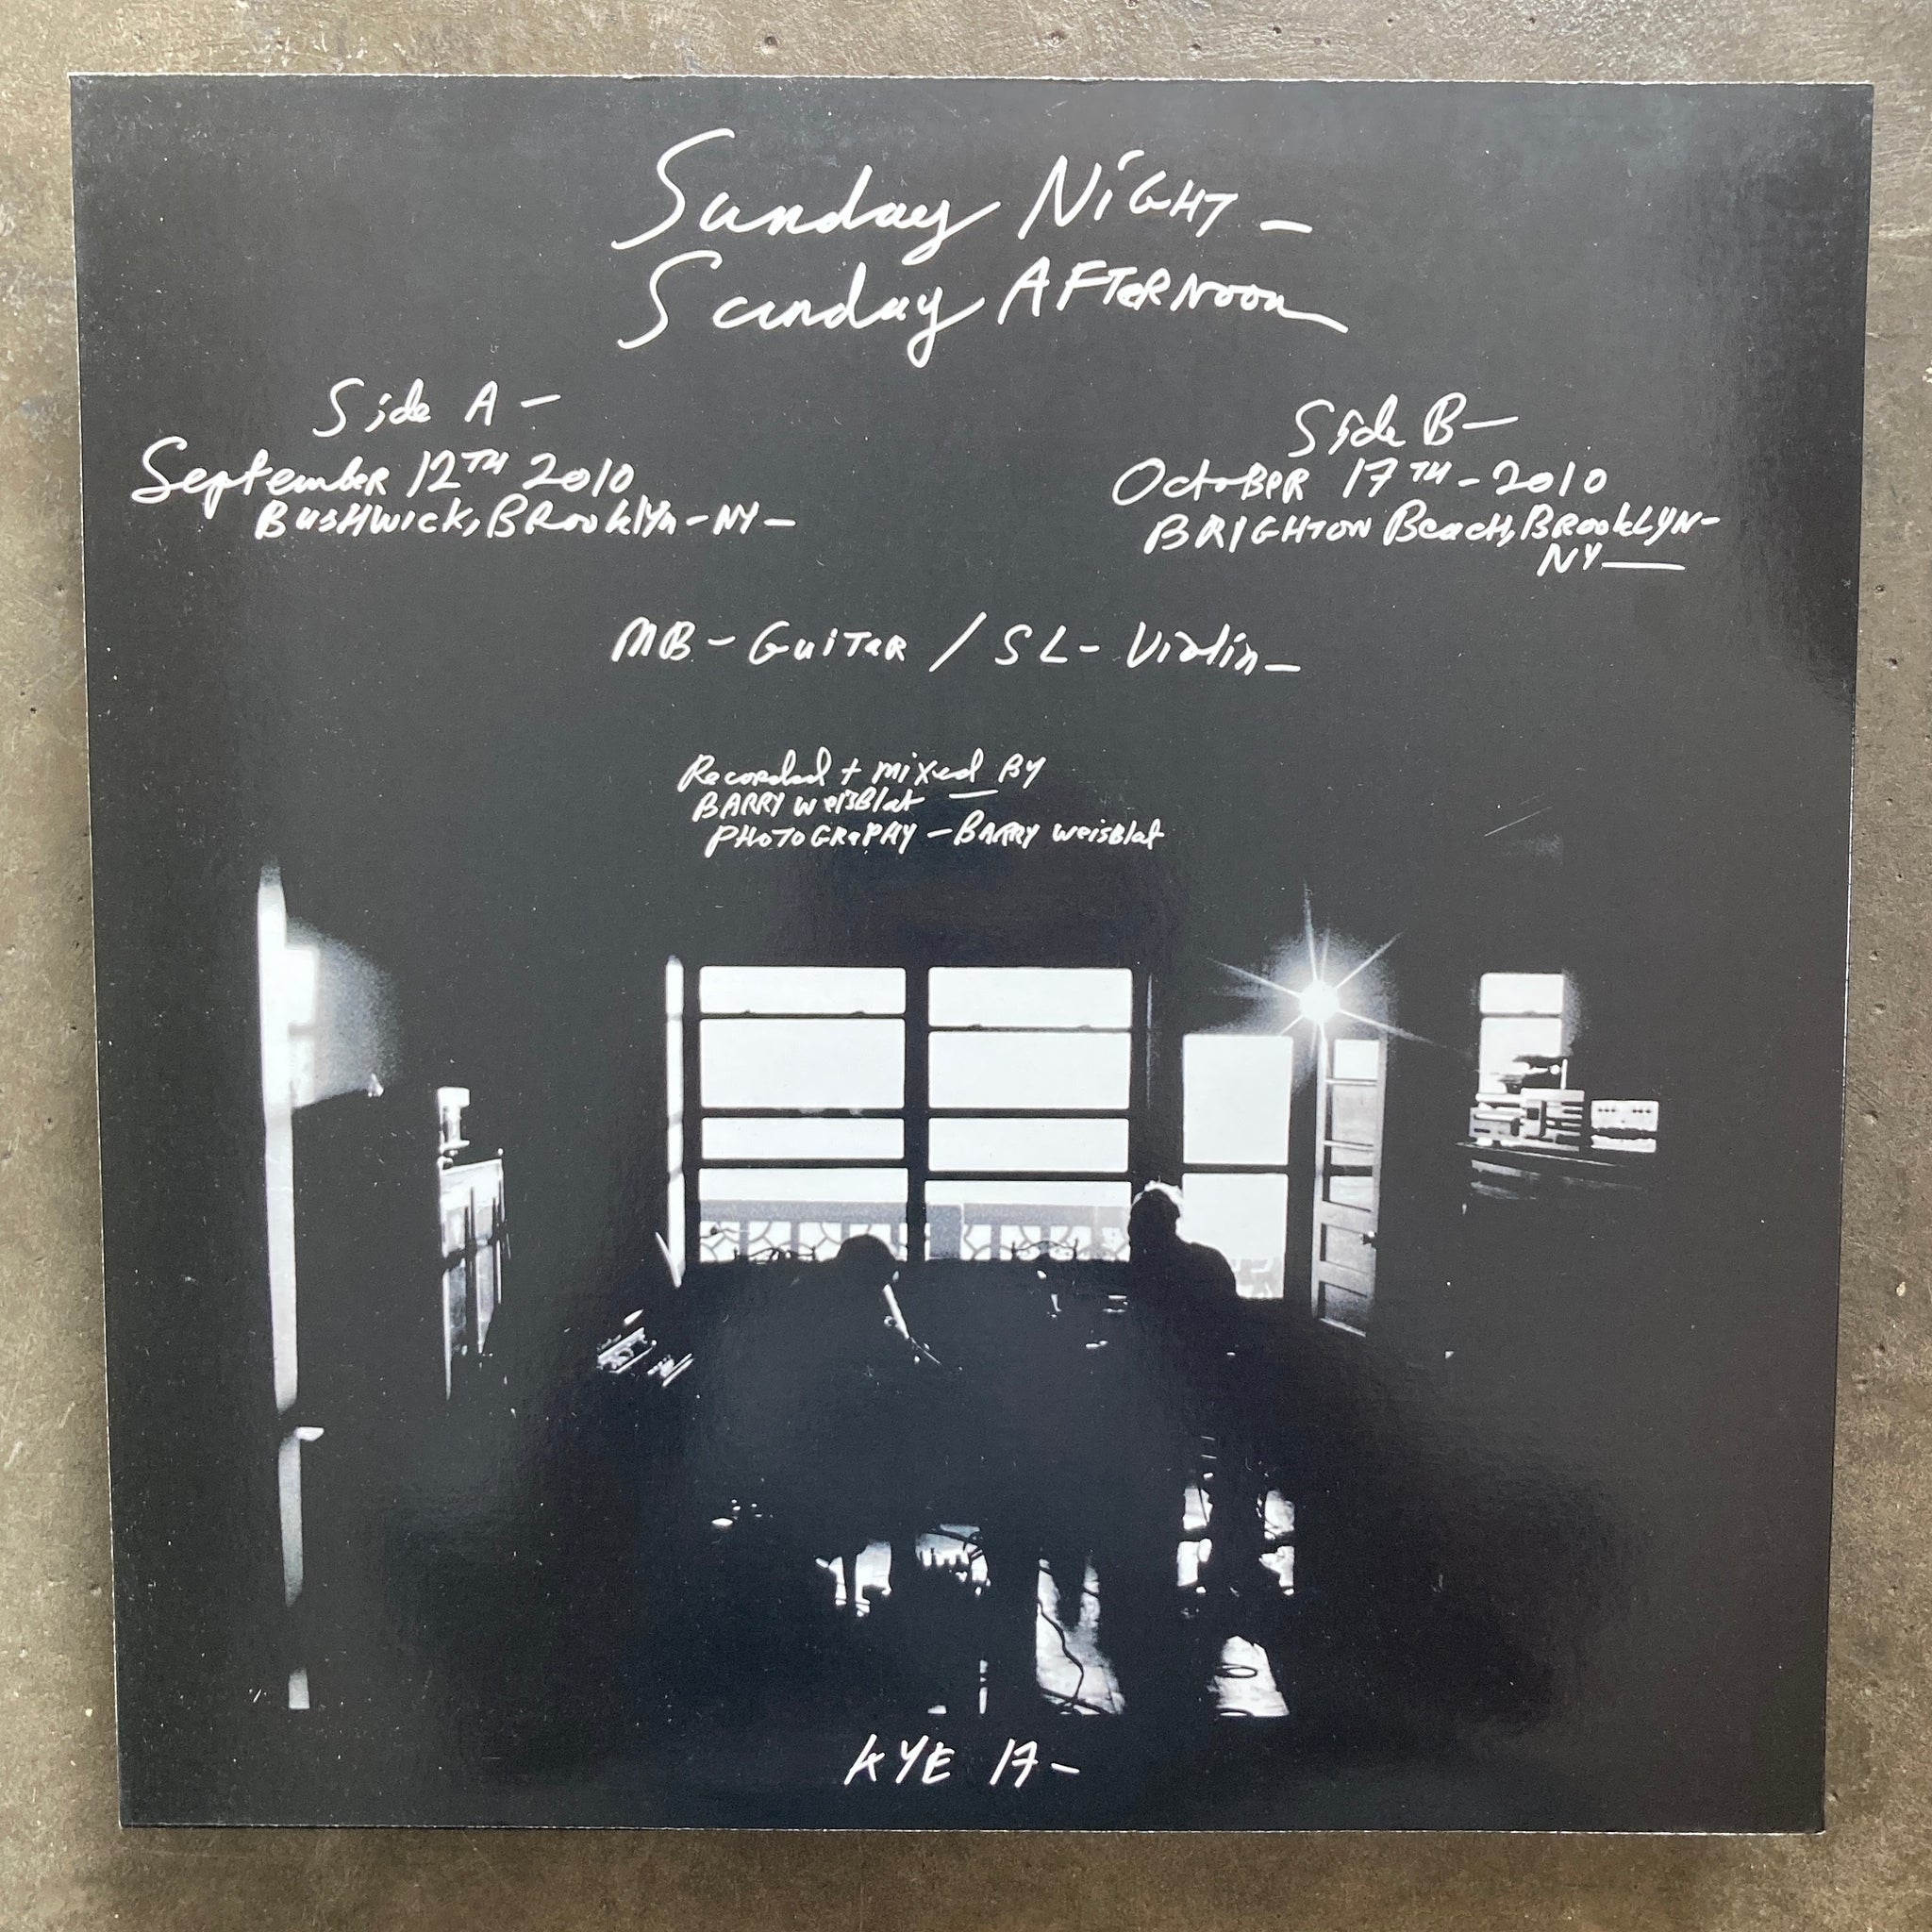 Sunday NiGHT –
Sunday AFTERNoon
Side A –
September 12TH 2010
BusHwick, BRooklyn – NY –
Side B –
OctoBeR 17TH – 2010
BRIGHTON Beach, BRookLYN –
NY —
MB – GuiTaR / SL – Violin –
Recorded + mixed BY
BARRY weisBlat —
PHOTOGRaPHY – BARRY weisBlat
KYE 17 –